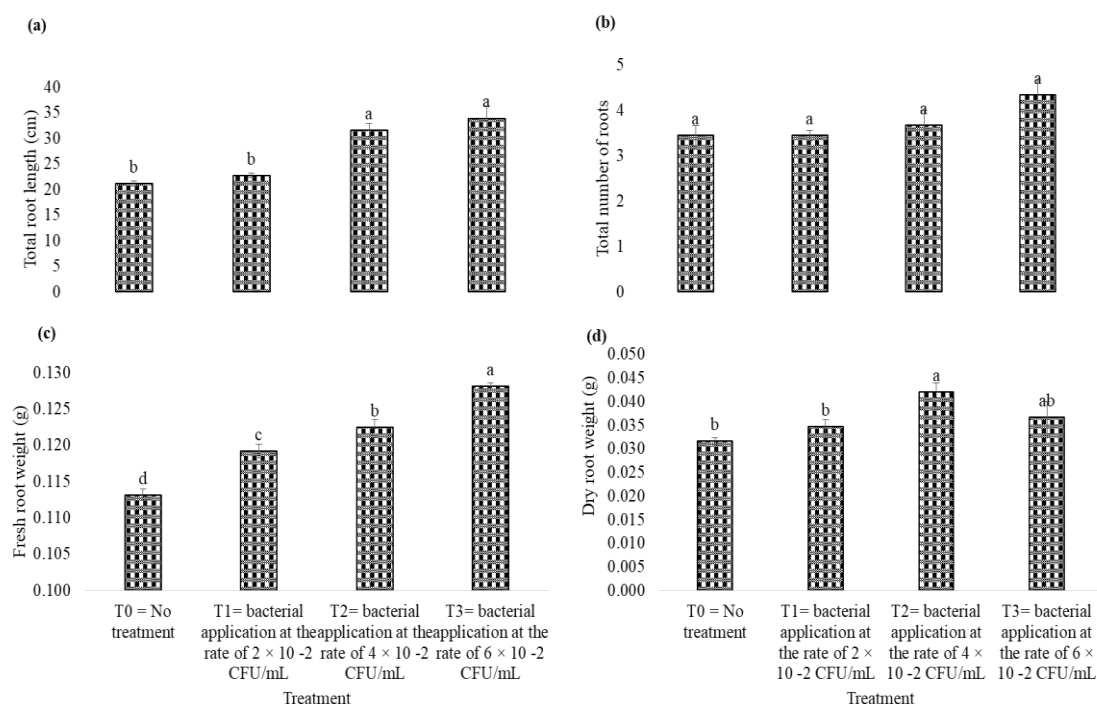 (a)
Total root length (cm)
40
35
30
25
20
15
10
5
0
b
b
a
a
(b)
Total number of roots
5
4
3
2
1
0
a
a
a
a
(c)
Fresh root weight (g)
0.130
0.125
0.120
0.115
0.110
0.105
0.100
d
c
b
a
T0 = No
treatment
T1= bacterial
application at the
rate of 2 × 10 -2
CFU/mL
T2= bacterial
application at the
rate of 4 × 10 -2
CFU/mL
T3= bacterial
application at the
rate of 6 × 10 -2
CFU/mL
Treatment
(d)
Dry root weight (g)
0.050
0.045
0.040
0.035
0.030
0.025
0.020
0.015
0.010
0.005
0.000
b
b
a
ab
T0 = No
treatment
T1= bacterial
application at
the rate of 2 ×
10 -2 CFU/mL
T2= bacterial
application at
the rate of 4 ×
10 -2 CFU/mL
T3= bacterial
application at
the rate of 6 ×
10 -2 CFU/mL
Treatment